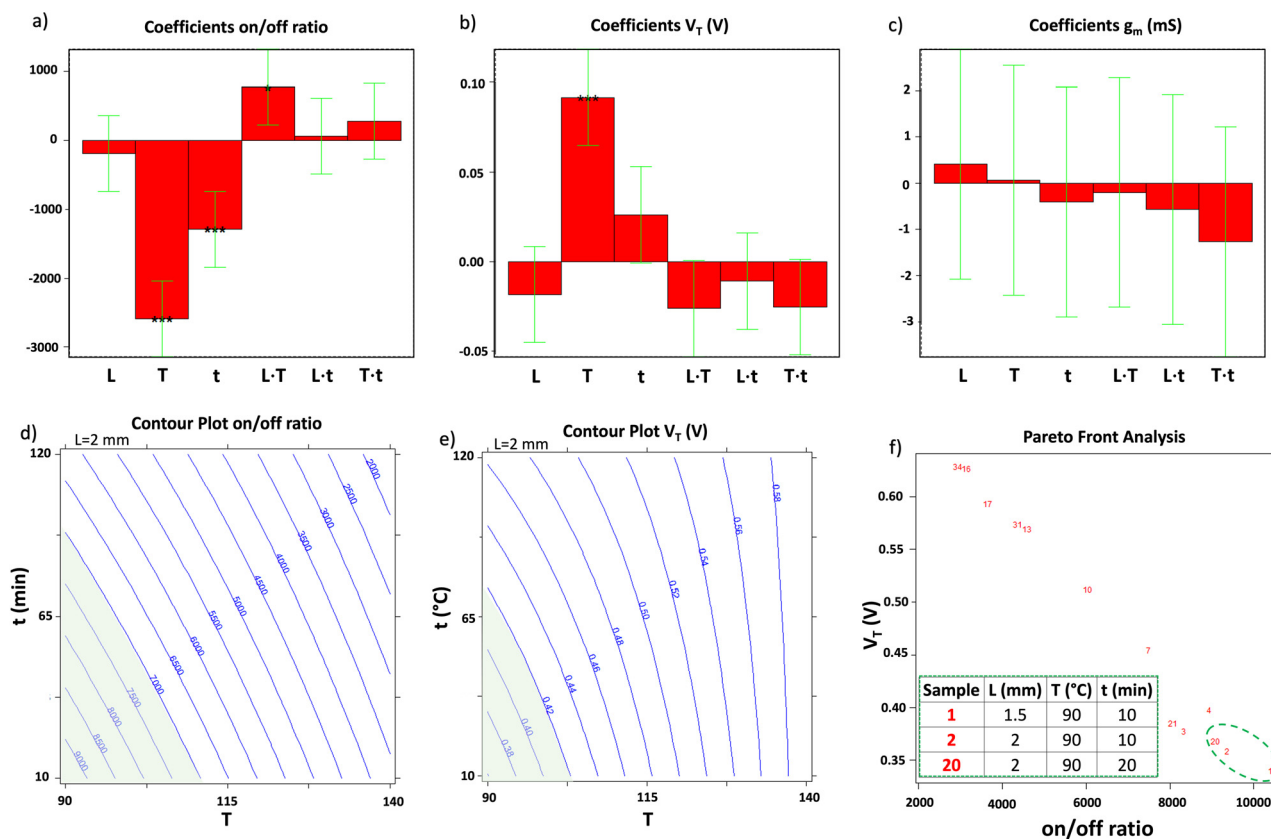 a)
Coefficients on/off ratio
1000
0
-1000
-2000
-3000
*
***
***
L T t L·T L·t T·t
b)
Coefficients V_T (V)
0.10
0.05
0.00
-0.05
***
L T t L·T L·t T·t
c)
Coefficients g_m (mS)
2
1
0
-1
-2
-3
L T t L·T L·t T·t
d)
Contour Plot on/off ratio
L=2 mm
t (min)
120
65
10
90 115 140
T
2000
2500
3000
3500
4000
4500
5000
5500
6000
6500
7000
7500
8000
8500
9000
e)
Contour Plot V_T (V)
L=2 mm
t (°C)
120
65
10
90 115 140
T
0.58
0.56
0.54
0.52
0.50
0.48
0.46
0.44
0.42
0.40
0.38
f)
Pareto Front Analysis
V_T (V)
0.60
0.55
0.50
0.45
0.40
0.35
34 16
17
31 13
10
7
4
21
3
20
2
1
Sample L (mm) T (°C) t (min)
1 1.5 90 10
2 2 90 10
20 2 90 20
2000 4000 6000 8000 10000
on/off ratio